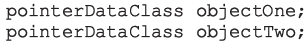 pointerDataClass objectOne;
pointerDataClass objectTwo;